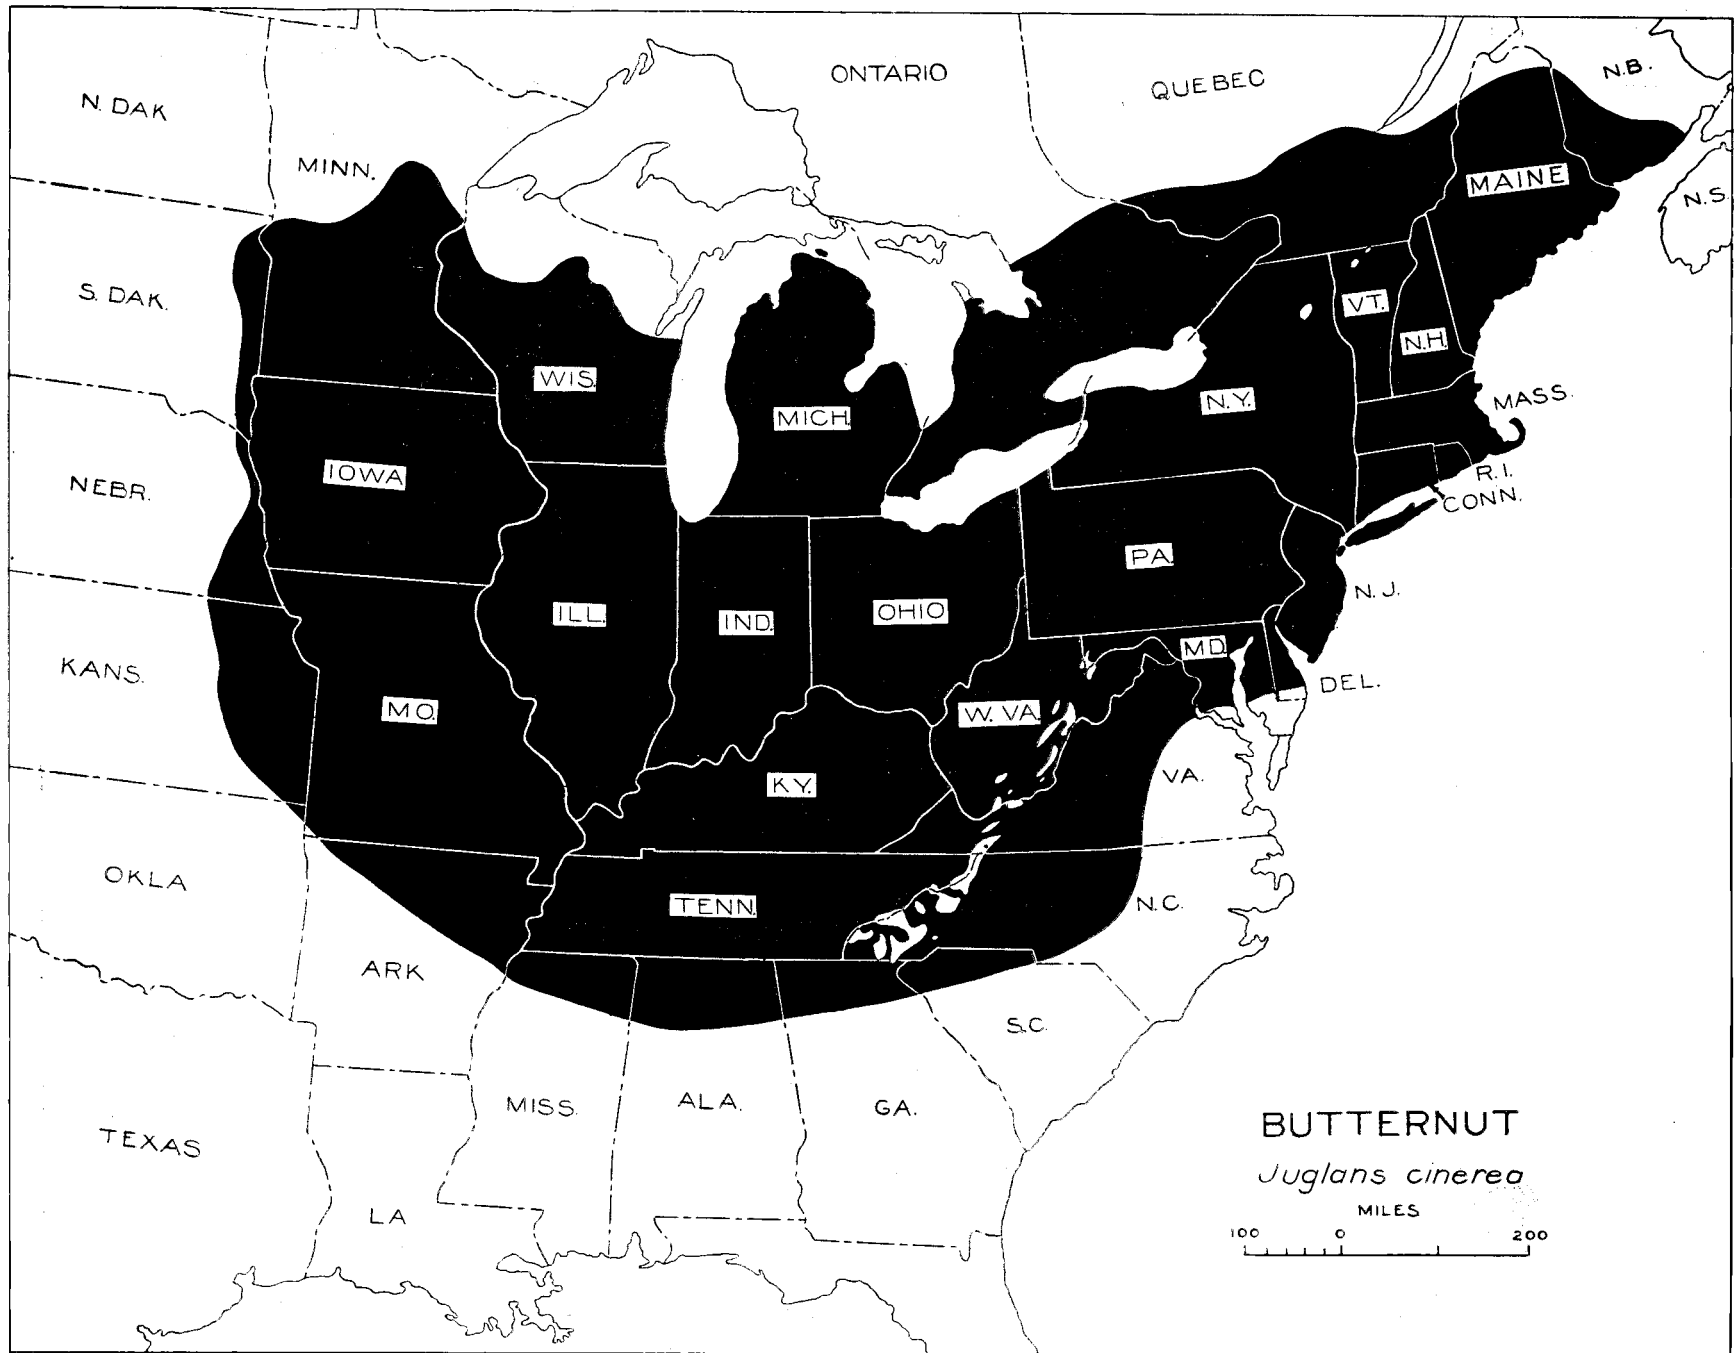 ONTARIO
QUEBEC
N.B.
N. DAK
MINN.
MAINE
N.S.
S. DAK.
VT.
N.H.
WIS.
MICH.
N.Y.
MASS.
IOWA
R.I.
NEBR.
CONN.
PA.
N.J.
ILL.
IND.
OHIO
MD.
KANS.
DEL.
MO.
W. VA.
VA.
KY.
OKLA
TENN.
N.C.
ARK
S.C.
MISS.
ALA.
GA.
TEXAS
LA
BUTTERNUT
Juglans cinerea
MILES
100 0 200